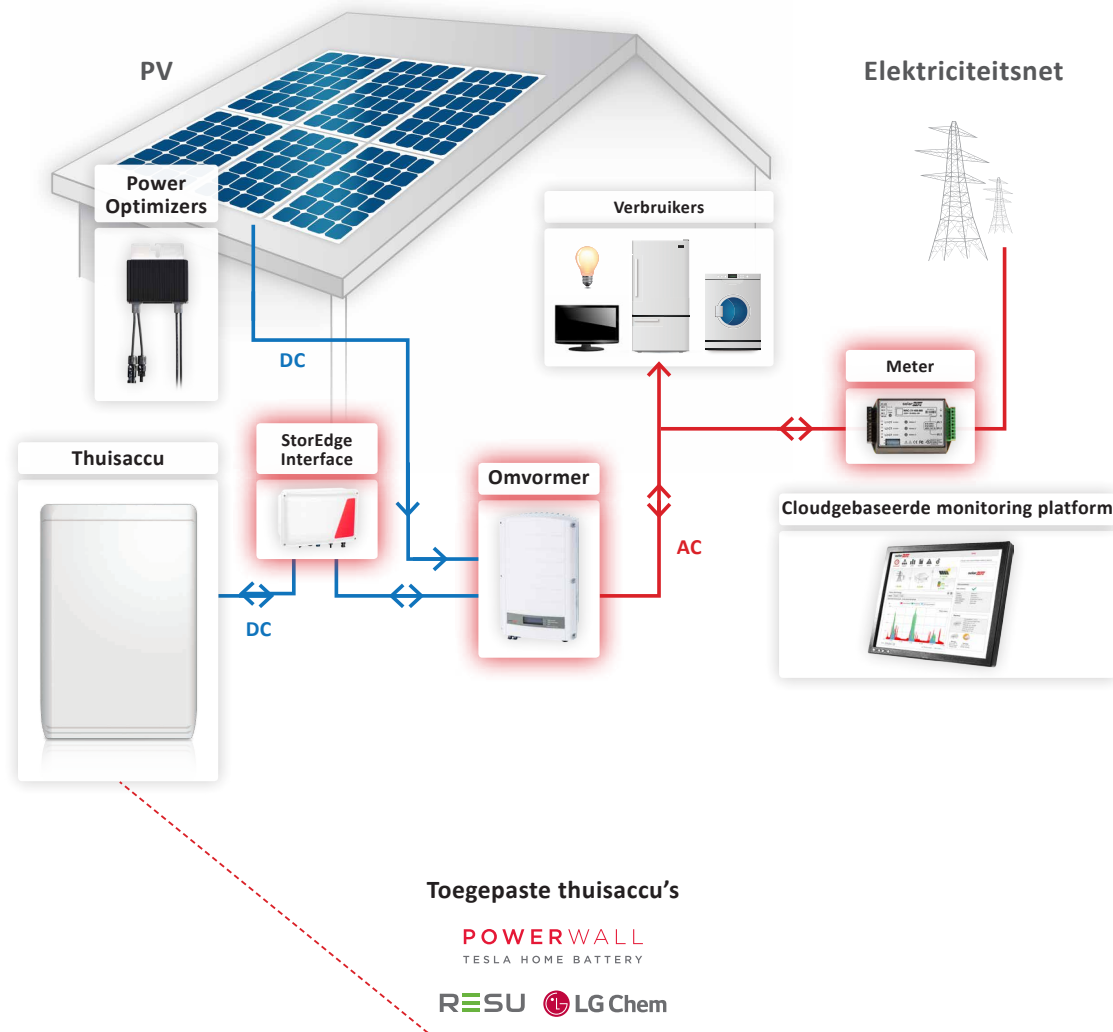 PV
Elektriciteitsnet
Power
Optimizers
Verbruikers
DC
Meter
StorEdge
Interface
Thuisaccu
Omvormer
Cloudgebaseerde monitoring platform
AC
DC
Toegepaste thuisaccu's
POWERWALL
TESLA HOME BATTERY
RESU LG Chem